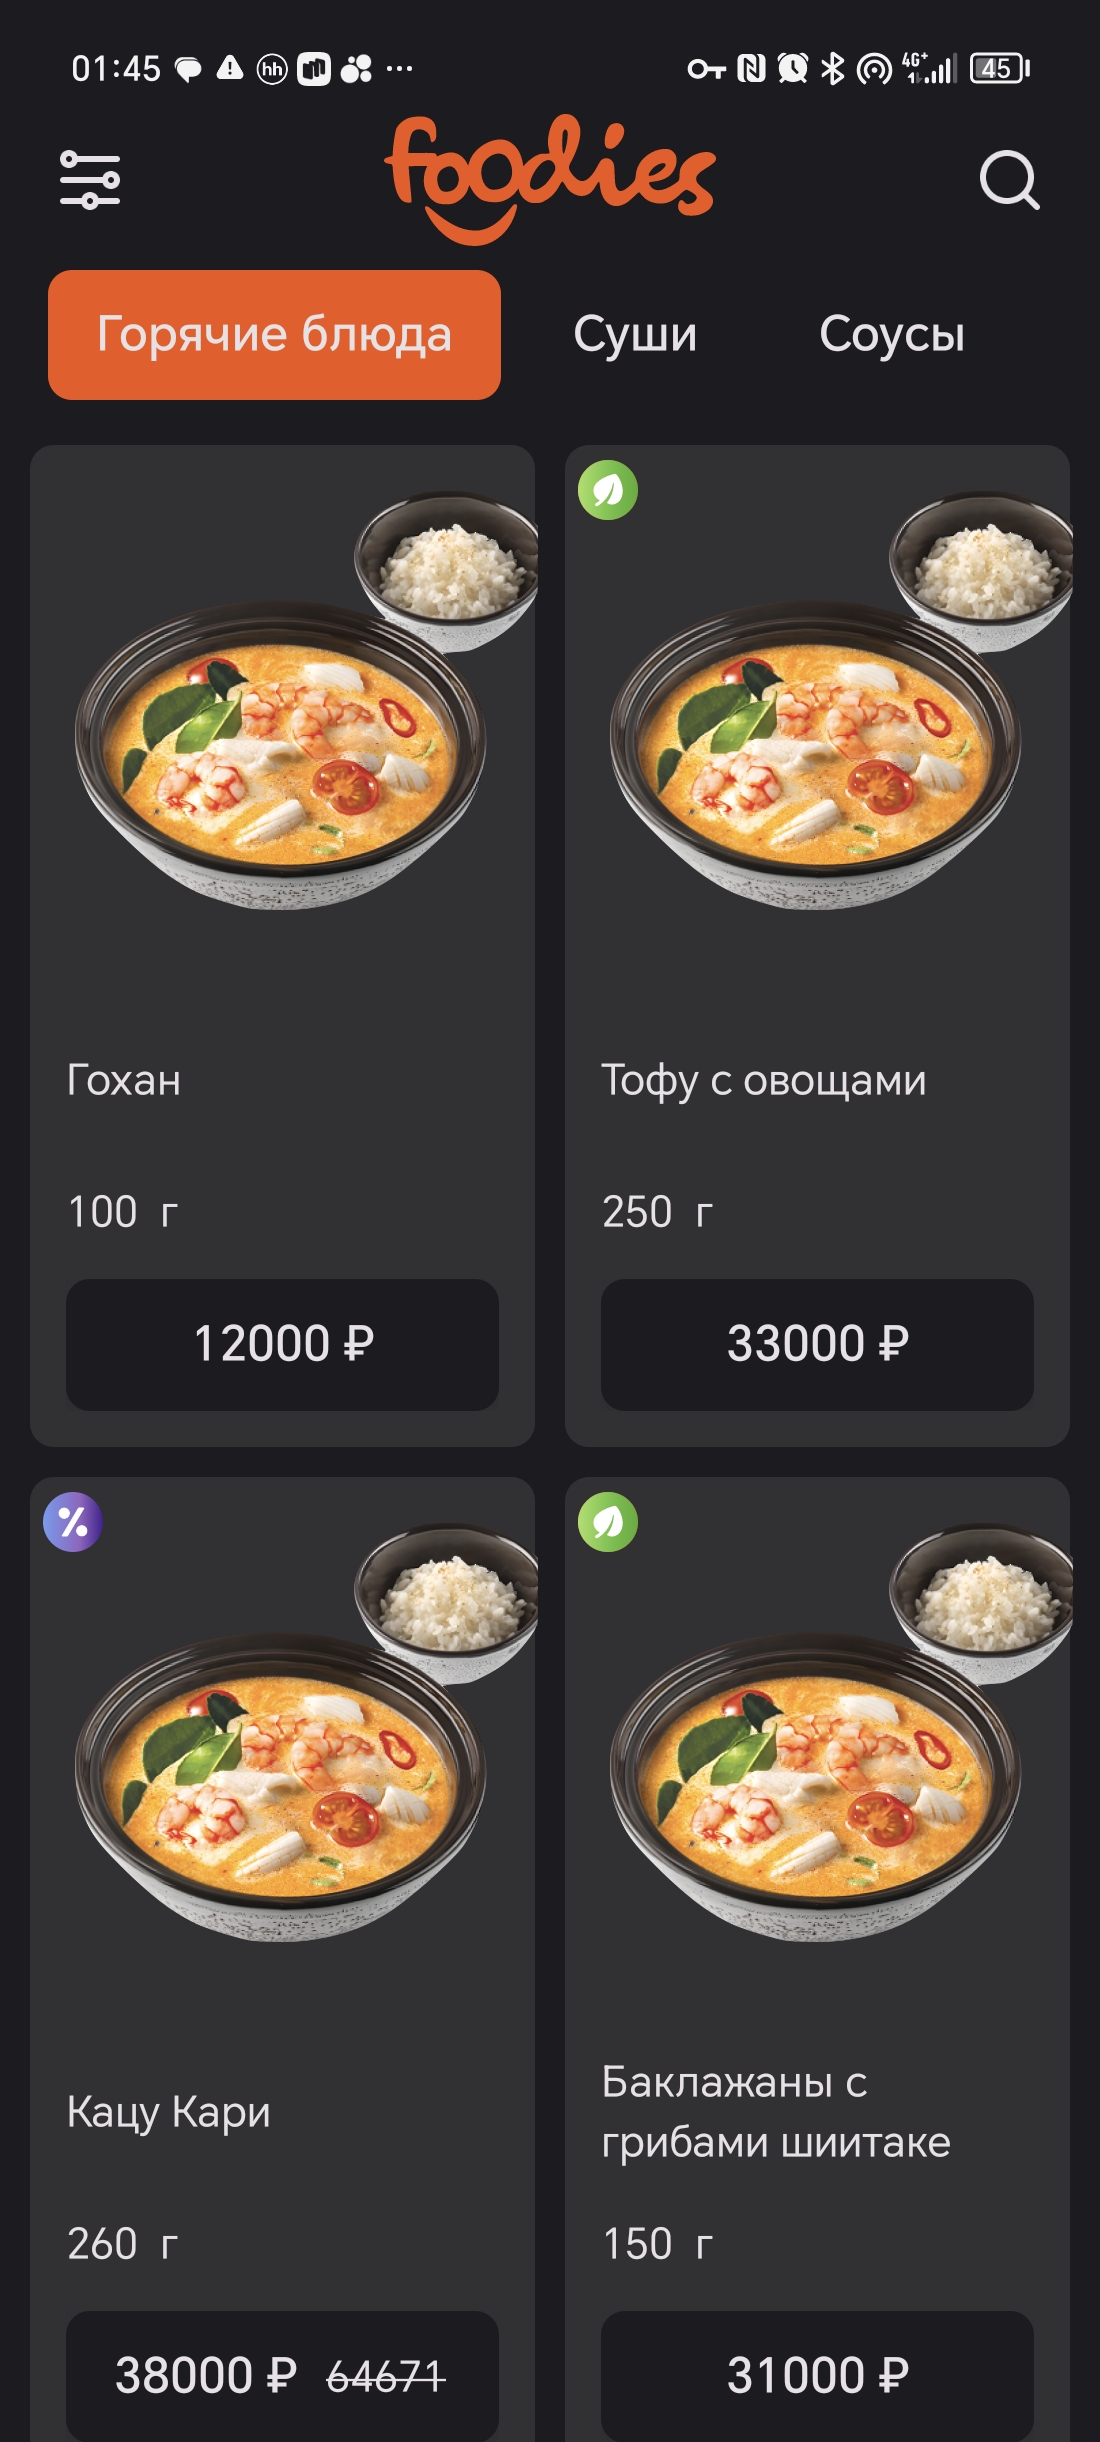 01:45 hh 4G+ 45
foodies
Горячие блюда Суши Соусы
Гохан
100 г
12000 ₽
Тофу с овощами
250 г
33000 ₽
Кацу Кари
260 г
38000 ₽ 64671
Баклажаны с
грибами шиитаке
150 г
31000 ₽